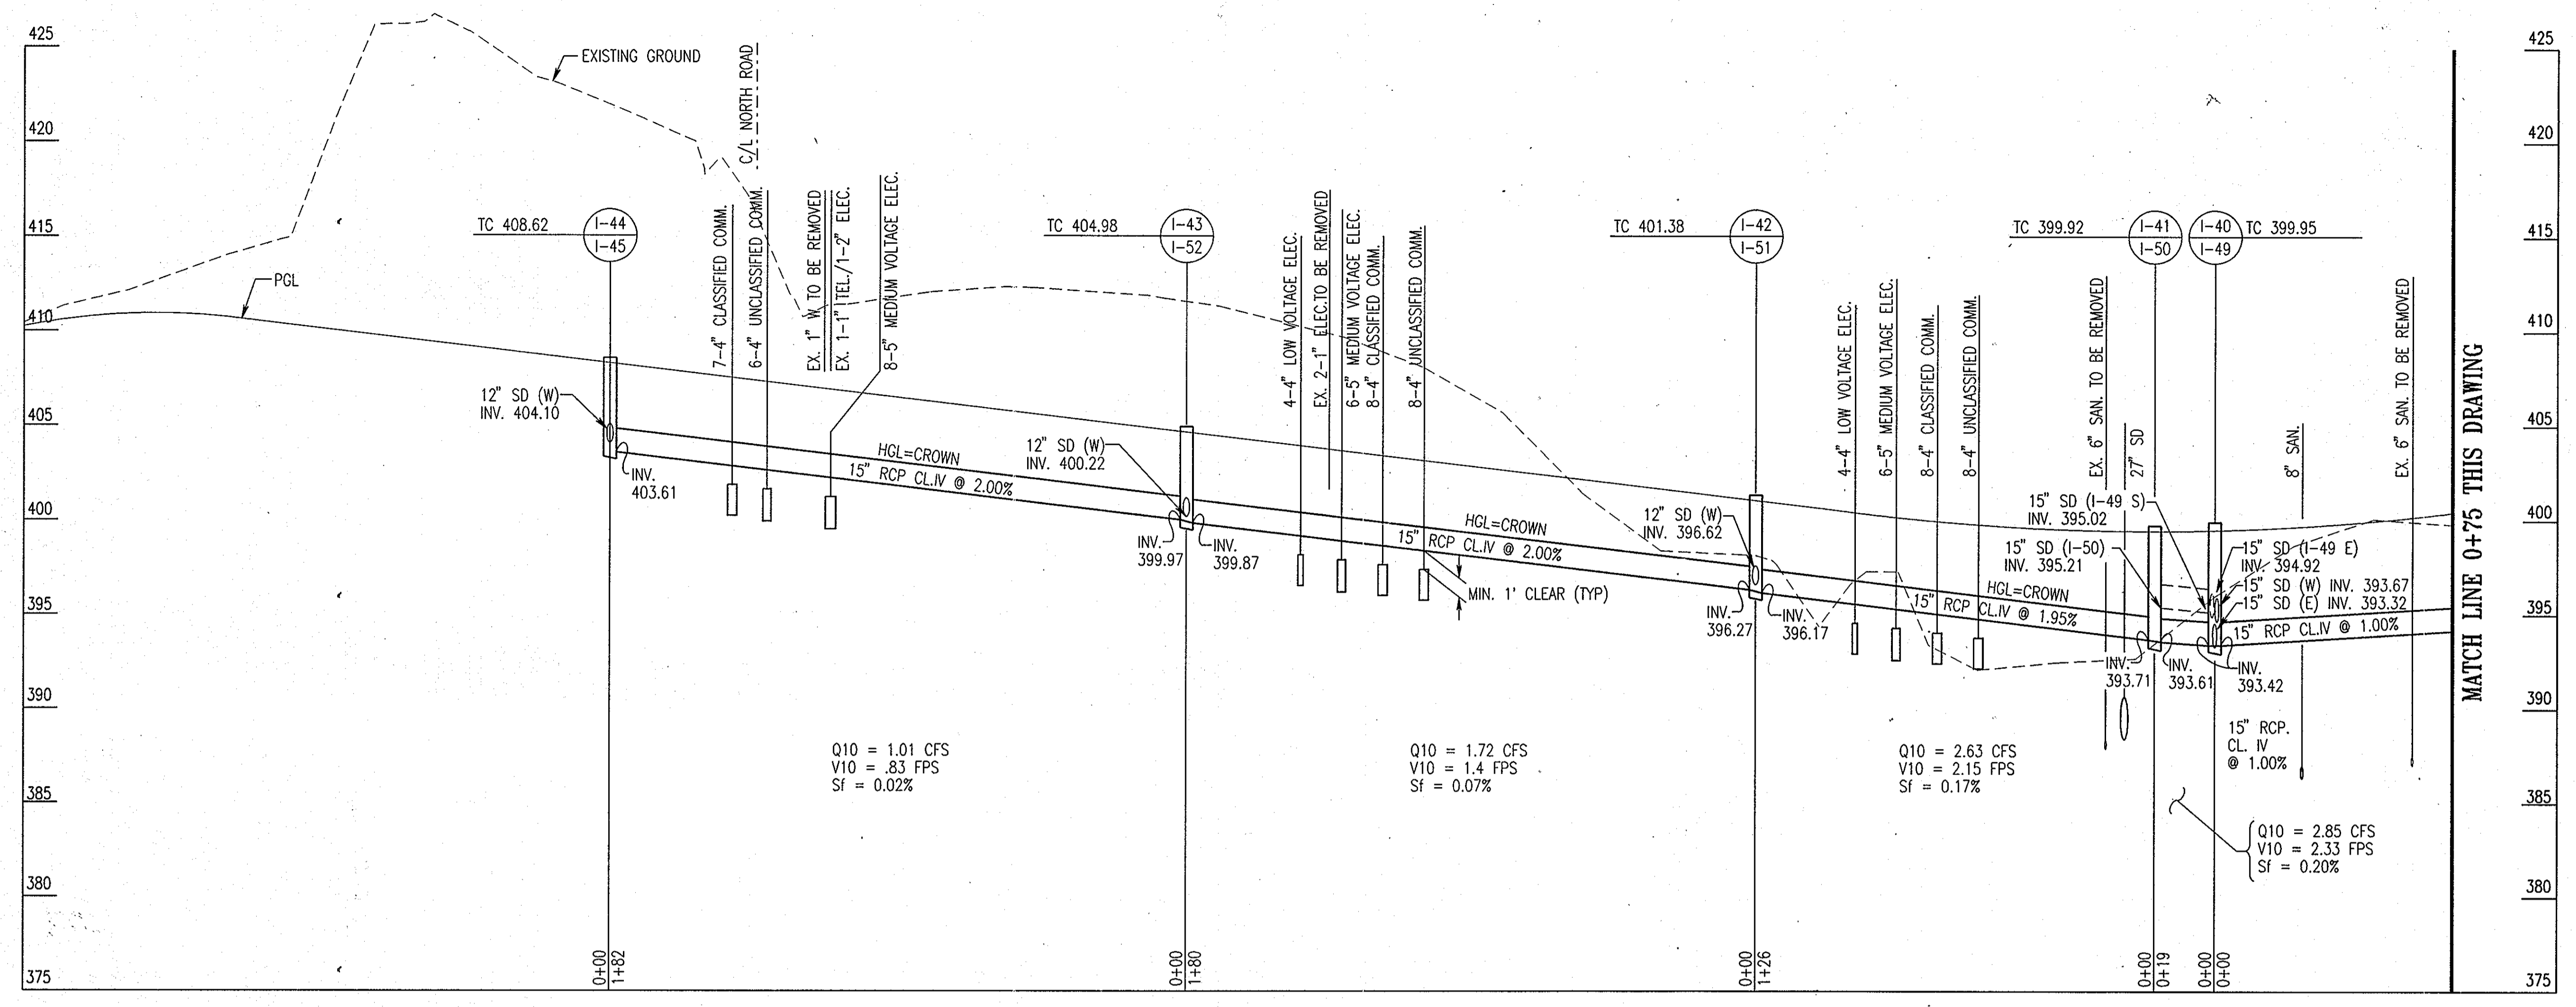 425
420
415
410
405
400
395
390
385
380
375
EXISTING GROUND
PGL
C/L NORTH ROAD
TC 408.62
I-44
I-45
12" SD (W)
INV. 404.10
INV.
403.61
7-4" CLASSIFIED COMM.
6-4" UNCLASSIFIED COMM.
EX. 1" W TO BE REMOVED
EX. 1-1" TEL./1-2" ELEC.
8-5" MEDIUM VOLTAGE ELEC.
HGL=CROWN
15" RCP CL.IV @ 2.00%
Q10 = 1.01 CFS
V10 = .83 FPS
Sf = 0.02%
0+00
1+82
TC 404.98
I-43
I-52
12" SD (W)
INV. 400.22
INV.
399.97
INV.
399.87
4-4" LOW VOLTAGE ELEC.
EX. 2-1" ELEC.TO BE REMOVED
6-5" MEDIUM VOLTAGE ELEC.
8-4" CLASSIFIED COMM.
8-4" UNCLASSIFIED COMM.
HGL=CROWN
15" RCP CL.IV @ 2.00%
MIN. 1' CLEAR (TYP)
Q10 = 1.72 CFS
V10 = 1.4 FPS
Sf = 0.07%
0+00
1+80
TC 401.38
I-42
I-51
12" SD (W)
INV. 396.62
INV.
396.27
INV.
396.17
4-4" LOW VOLTAGE ELEC.
6-5" MEDIUM VOLTAGE ELEC.
8-4" CLASSIFIED COMM.
8-4" UNCLASSIFIED COMM.
HGL=CROWN
15" RCP CL.IV @ 1.95%
Q10 = 2.63 CFS
V10 = 2.15 FPS
Sf = 0.17%
0+00
1+26
TC 399.92
I-41
I-50
I-40
I-49
TC 399.95
EX. 6" SAN. TO BE REMOVED
27" SD
15" SD (I-49 S)
INV. 395.02
15" SD (I-50)
INV. 395.21
15" SD (I-49 E)
INV. 394.92
15" SD (W) INV. 393.67
15" SD (E) INV. 393.32
15" RCP CL.IV @ 1.00%
INV.
393.71
INV.
393.61
INV.
393.42
8" SAN.
EX. 6" SAN. TO BE REMOVED
15" RCP.
CL. IV
@ 1.00%
Q10 = 2.85 CFS
V10 = 2.33 FPS
Sf = 0.20%
0+00
0+19
0+00
0+00
MATCH LINE 0+75 THIS DRAWING
425
420
415
410
405
400
395
390
385
380
375